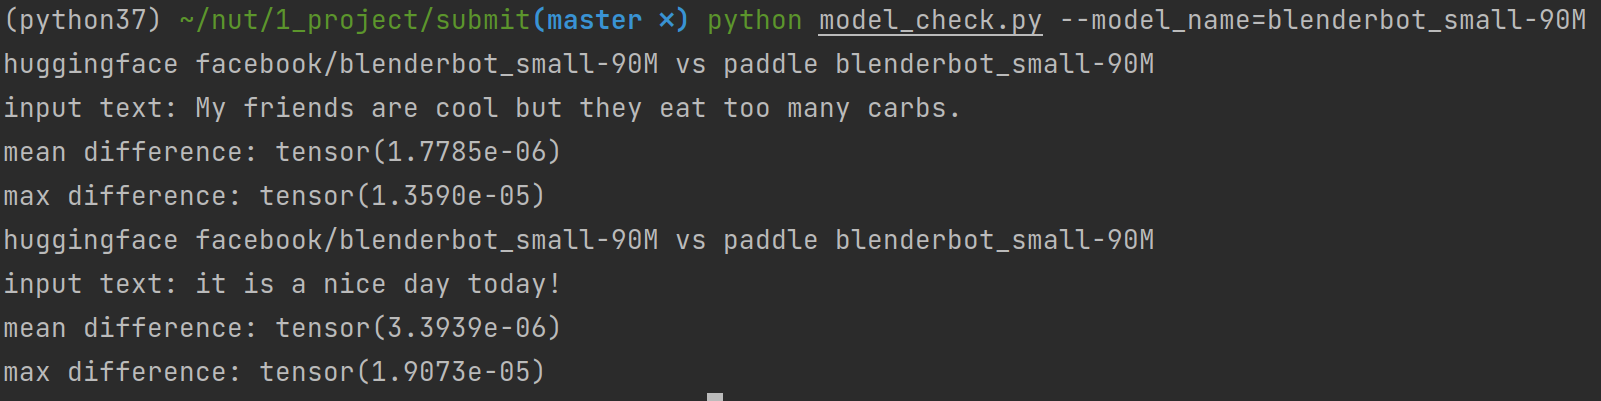 (python37) ~/nut/1_project/submit(master ×) python model_check.py --model_name=blenderbot_small-90M
huggingface facebook/blenderbot_small-90M vs paddle blenderbot_small-90M
input text: My friends are cool but they eat too many carbs.
mean difference: tensor(1.7785e-06)
max difference: tensor(1.3590e-05)
huggingface facebook/blenderbot_small-90M vs paddle blenderbot_small-90M
input text: it is a nice day today!
mean difference: tensor(3.3939e-06)
max difference: tensor(1.9073e-05)